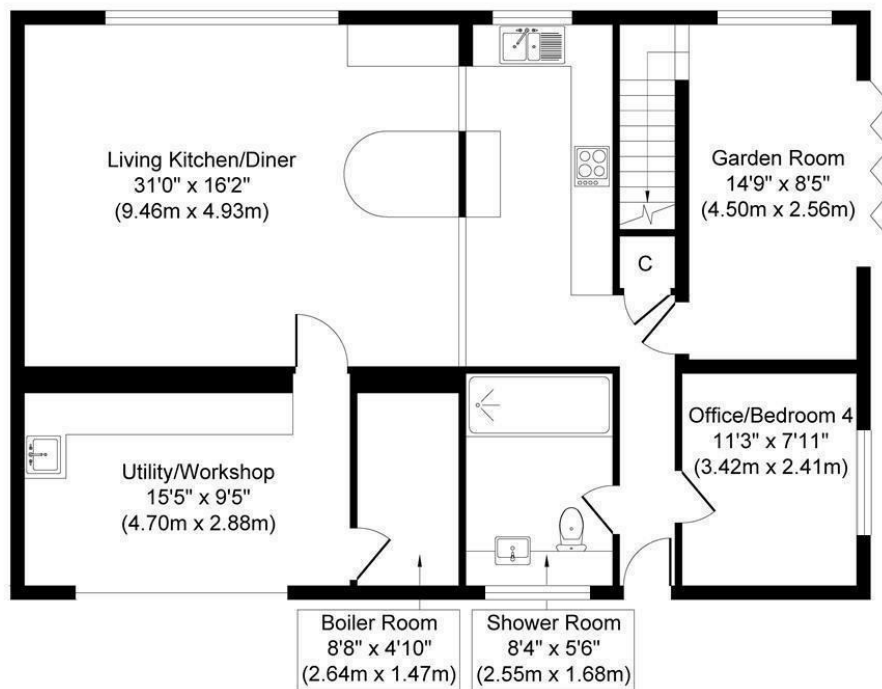 Living Kitchen/Diner
31'0" x 16'2"
(9.46m x 4.93m)
Garden Room
14'9" x 8'5"
(4.50m x 2.56m)
C
Utility/Workshop
15'5" x 9'5"
(4.70m x 2.88m)
Office/Bedroom 4
11'3" x 7'11"
(3.42m x 2.41m)
Boiler Room
8'8" x 4'10"
(2.64m x 1.47m)
Shower Room
8'4" x 5'6"
(2.55m x 1.68m)